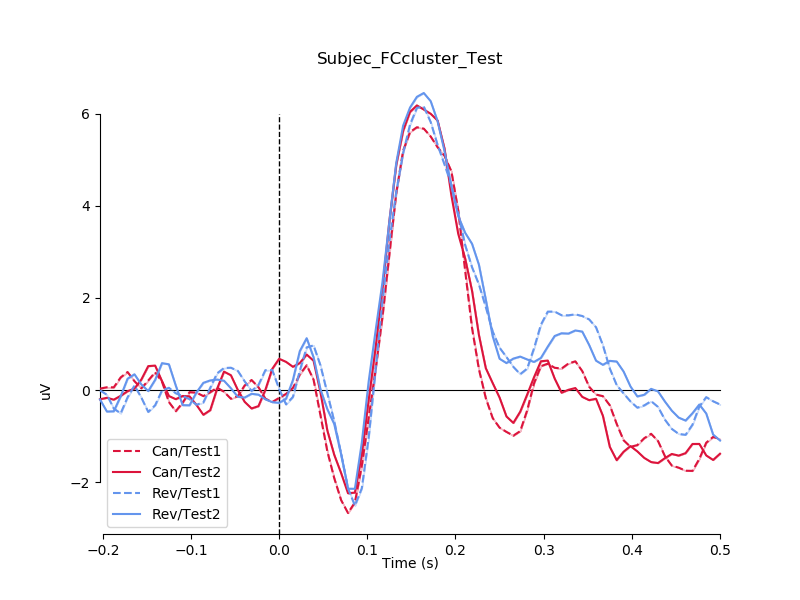 Subjec_FCcluster_Test
uV
6
4
2
0
−2
Can/Test1
Can/Test2
Rev/Test1
Rev/Test2
−0.2 −0.1 0.0 0.1 0.2 0.3 0.4 0.5
Time (s)